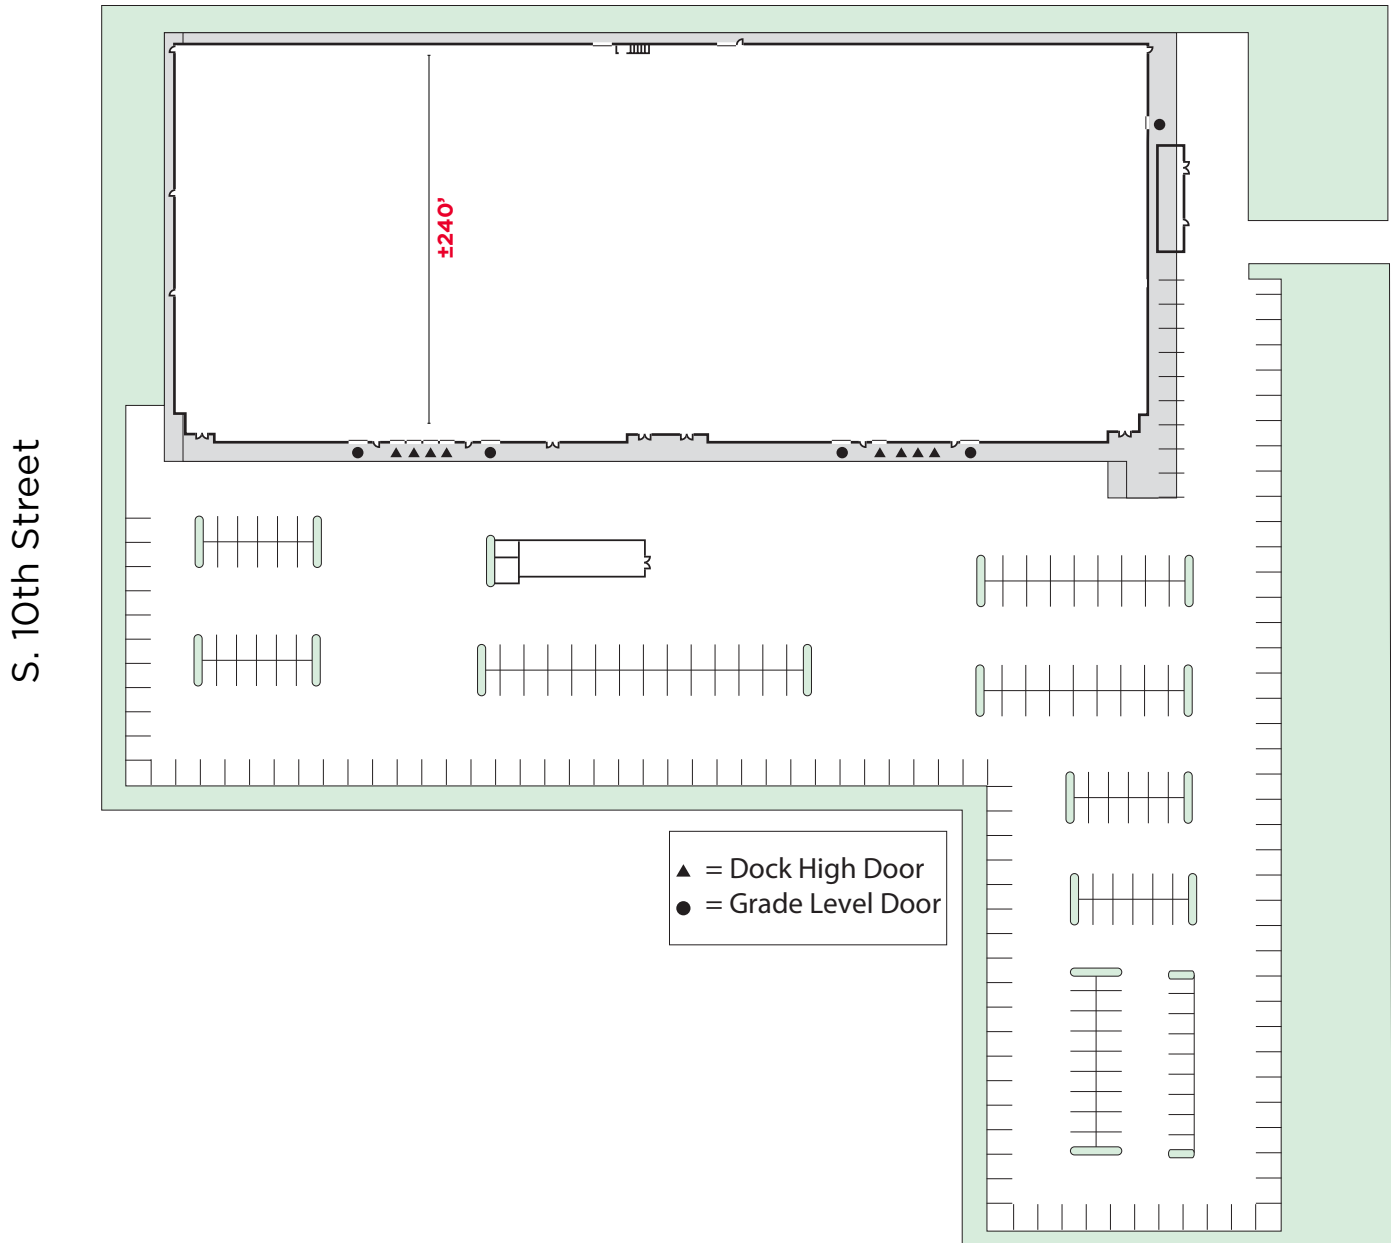 S. 10th Street
±240’
= Dock High Door
= Grade Level Door